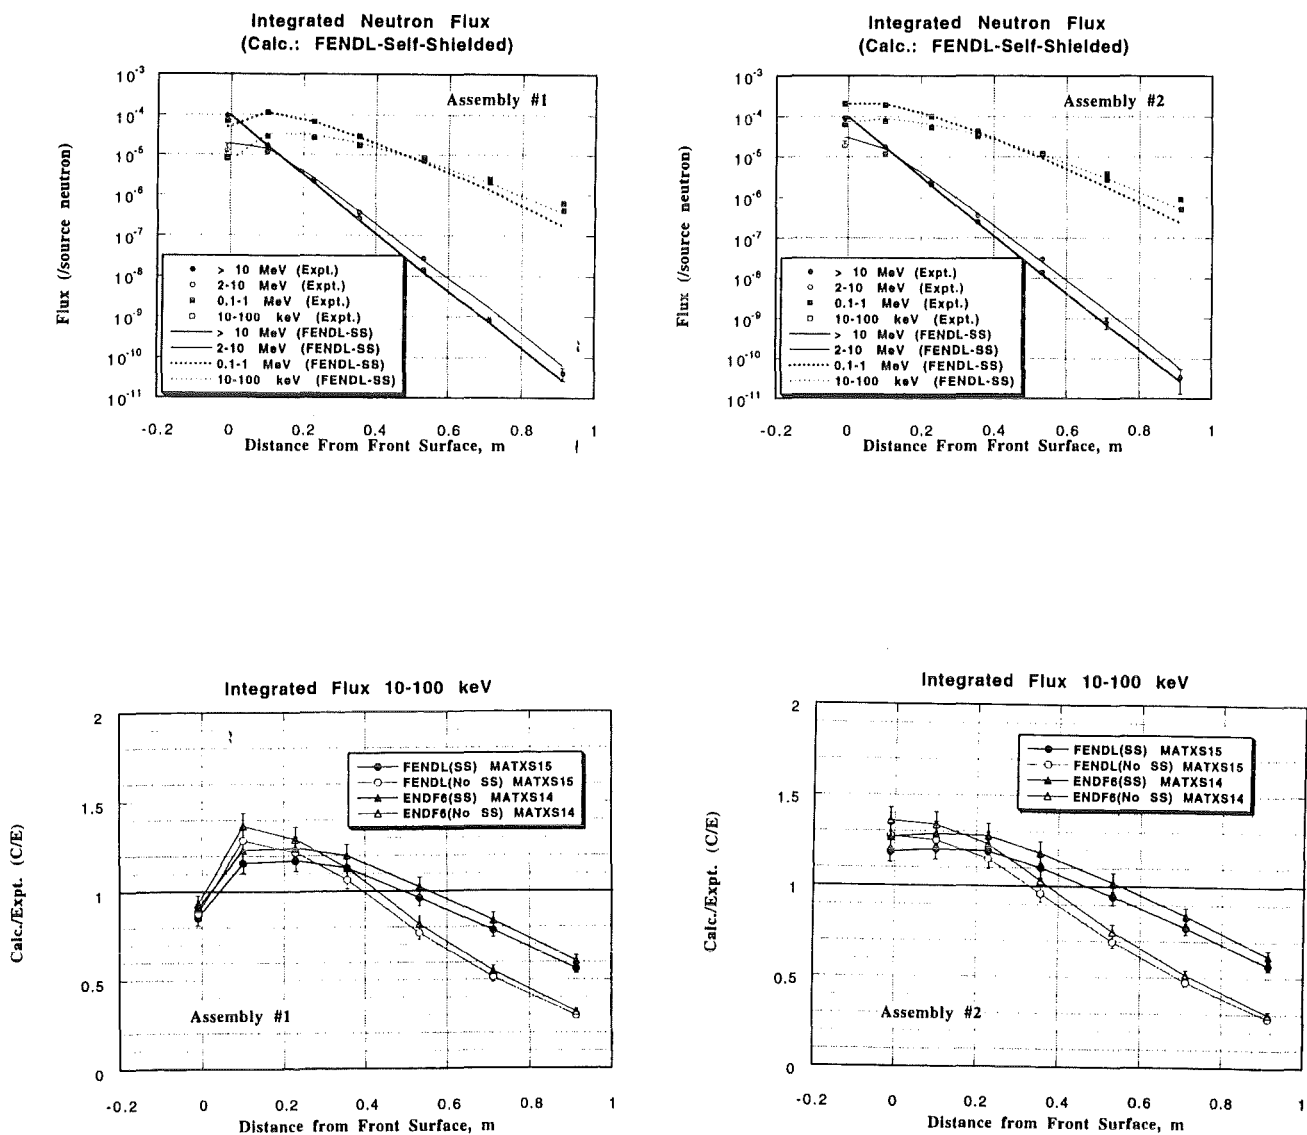 Integrated Neutron Flux
(Calc.: FENDL-Self-Shielded)
Assembly #1
Flux (/source neutron)
10-3
10-4
10-5
10-6
10-7
10-8
10-9
10-10
10-11
> 10 MeV (Expt.)
2-10 MeV (Expt.)
0.1-1 MeV (Expt.)
10-100 keV (Expt.)
> 10 MeV (FENDL-SS)
2-10 MeV (FENDL-SS)
0.1-1 MeV (FENDL-SS)
10-100 keV (FENDL-SS)
-0.2 0 0.2 0.4 0.6 0.8 1
Distance From Front Surface, m
Integrated Neutron Flux
(Calc.: FENDL-Self-Shielded)
Assembly #2
Flux (/source neutron)
10-3
10-4
10-5
10-6
10-7
10-8
10-9
10-10
10-11
> 10 MeV (Expt.)
2-10 MeV (Expt.)
0.1-1 MeV (Expt.)
10-100 keV (Expt.)
> 10 MeV (FENDL-SS)
2-10 MeV (FENDL-SS)
0.1-1 MeV (FENDL-SS)
10-100 keV (FENDL-SS)
-0.2 0 0.2 0.4 0.6 0.8 1
Distance From Front Surface, m
Integrated Flux 10-100 keV
Calc./Expt. (C/E)
2
1.5
1
0.5
0
FENDL(SS) MATXS15
FENDL(No SS) MATXS15
ENDF6(SS) MATXS14
ENDF6(No SS) MATXS14
Assembly #1
-0.2 0 0.2 0.4 0.6 0.8 1
Distance from Front Surface, m
Integrated Flux 10-100 keV
Calc./Expt. (C/E)
2
1.5
1
0.5
0
FENDL(SS) MATXS15
FENDL(No SS) MATXS15
ENDF6(SS) MATXS14
ENDF6(No SS) MATXS14
Assembly #2
-0.2 0 0.2 0.4 0.6 0.8 1
Distance from Front Surface, m